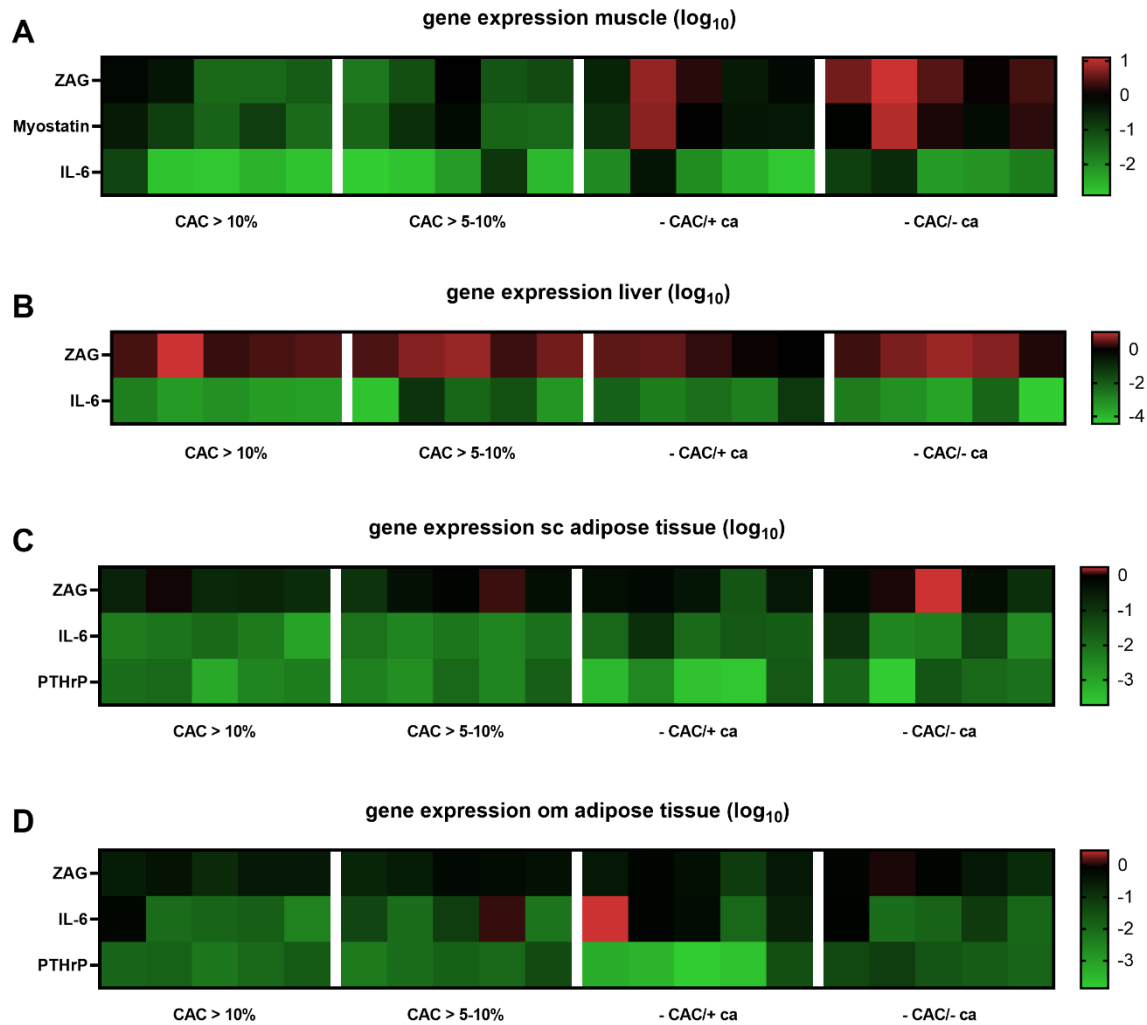 A
gene expression muscle (log₁₀)
ZAG
Myostatin
IL-6
1
0
-1
-2
CAC > 10%
CAC > 5-10%
- CAC/+ ca
- CAC/- ca
B
gene expression liver (log₁₀)
ZAG
IL-6
0
-2
-4
CAC > 10%
CAC > 5-10%
- CAC/+ ca
- CAC/- ca
C
gene expression sc adipose tissue (log₁₀)
ZAG
IL-6
PTHrP
0
-1
-2
-3
CAC > 10%
CAC > 5-10%
- CAC/+ ca
- CAC/- ca
D
gene expression om adipose tissue (log₁₀)
ZAG
IL-6
PTHrP
0
-1
-2
-3
CAC > 10%
CAC > 5-10%
- CAC/+ ca
- CAC/- ca